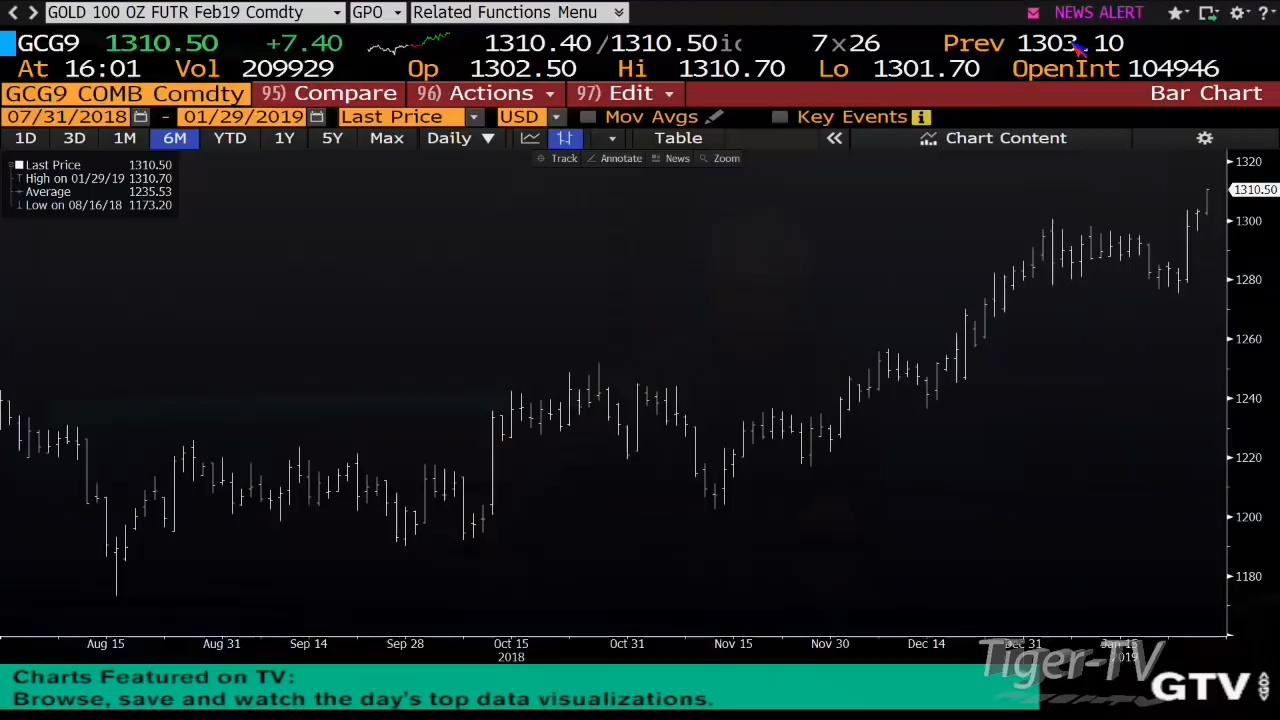 GOLD 100 OZ FUTR Feb19 Comdty GPO Related Functions Menu NEWS ALERT
GCG9 1310.50 +7.40 1310.40 /1310.50 7x26 Prev 1303.10
At 16:01 Vol 209929 Op 1302.50 Hi 1310.70 Lo 1301.70 OpenInt 104946
GCG9 COMB Comdty 95) Compare 96) Actions 97) Edit Bar Chart
07/31/2018 - 01/29/2019 Last Price USD Mov Avgs Key Events
1D 3D 1M 6M YTD 1Y 5Y Max Daily Table Chart Content
Track Annotate News Zoom
Last Price 1310.50
High on 01/29/19 1310.70
Average 1235.53
Low on 08/16/18 1173.20
1320
1310.50
1300
1280
1260
1240
1220
1200
1180
Aug 15 Aug 31 Sep 14 Sep 28 Oct 15 Oct 31 Nov 15 Nov 30 Dec 14 Dec 31 Jan 15
2018 2019
Tiger-TV
Charts Featured on TV:
Browse, save and watch the day's top data visualizations.
GTV